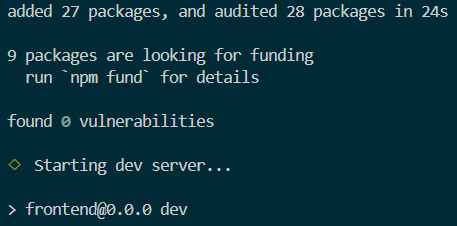 added 27 packages, and audited 28 packages in 24s
9 packages are looking for funding
run `npm fund` for details
found 0 vulnerabilities
◇ Starting dev server...
> frontend@0.0.0 dev